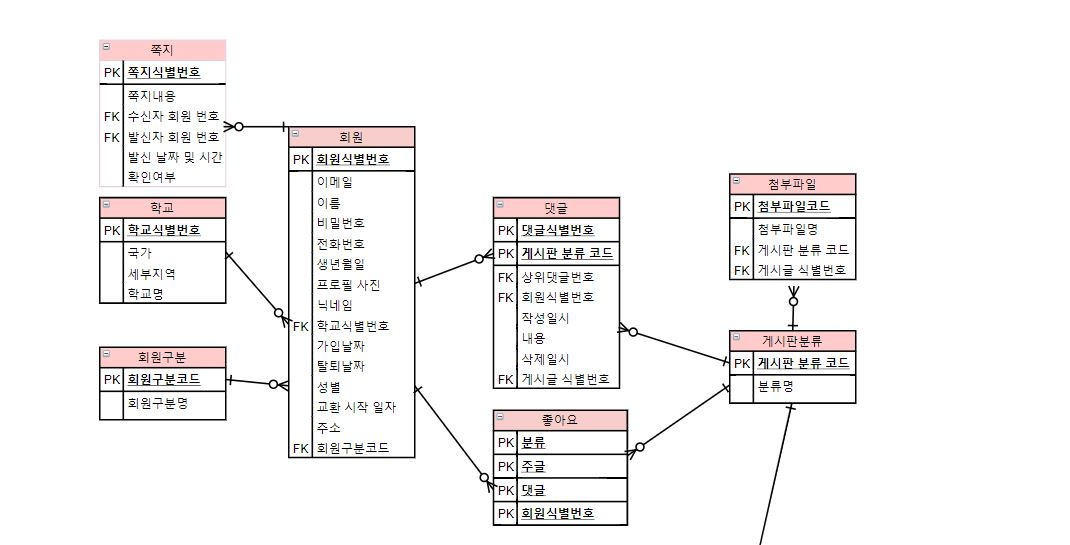 쪽지
PK 쪽지식별번호
쪽지내용
FK 수신자 회원 번호
FK 발신자 회원 번호
발신 날짜 및 시간
확인여부
학교
PK 학교식별번호
국가
세부지역
학교명
회원구분
PK 회원구분코드
회원구분명
회원
PK 회원식별번호
이메일
이름
비밀번호
전화번호
생년월일
프로필 사진
닉네임
FK 학교식별번호
가입날짜
탈퇴날짜
성별
교환 시작 일자
주소
FK 회원구분코드
댓글
PK 댓글식별번호
PK 게시판 분류 코드
FK 상위댓글번호
FK 회원식별번호
작성일시
내용
삭제일시
FK 게시글 식별번호
좋아요
PK 분류
PK 주글
PK 댓글
PK 회원식별번호
첨부파일
PK 첨부파일코드
첨부파일명
FK 게시판 분류 코드
FK 게시글 식별번호
게시판분류
PK 게시판 분류 코드
분류명